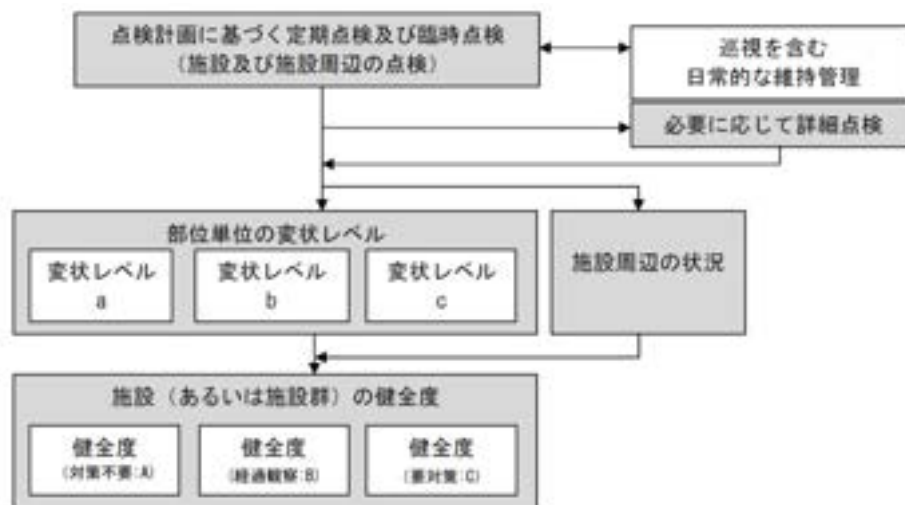 点検計画に基づく定期点検及び臨時点検
(施設及び施設周辺の点検)
巡視を含む
日常的な維持管理
必要に応じて詳細点検
部位単位の変状レベル
変状レベル
a
変状レベル
b
変状レベル
c
施設周辺の状況
施設（あるいは施設群）の健全度
健全度
(対策不要:A)
健全度
(経過観察:B)
健全度
(要対策:C)